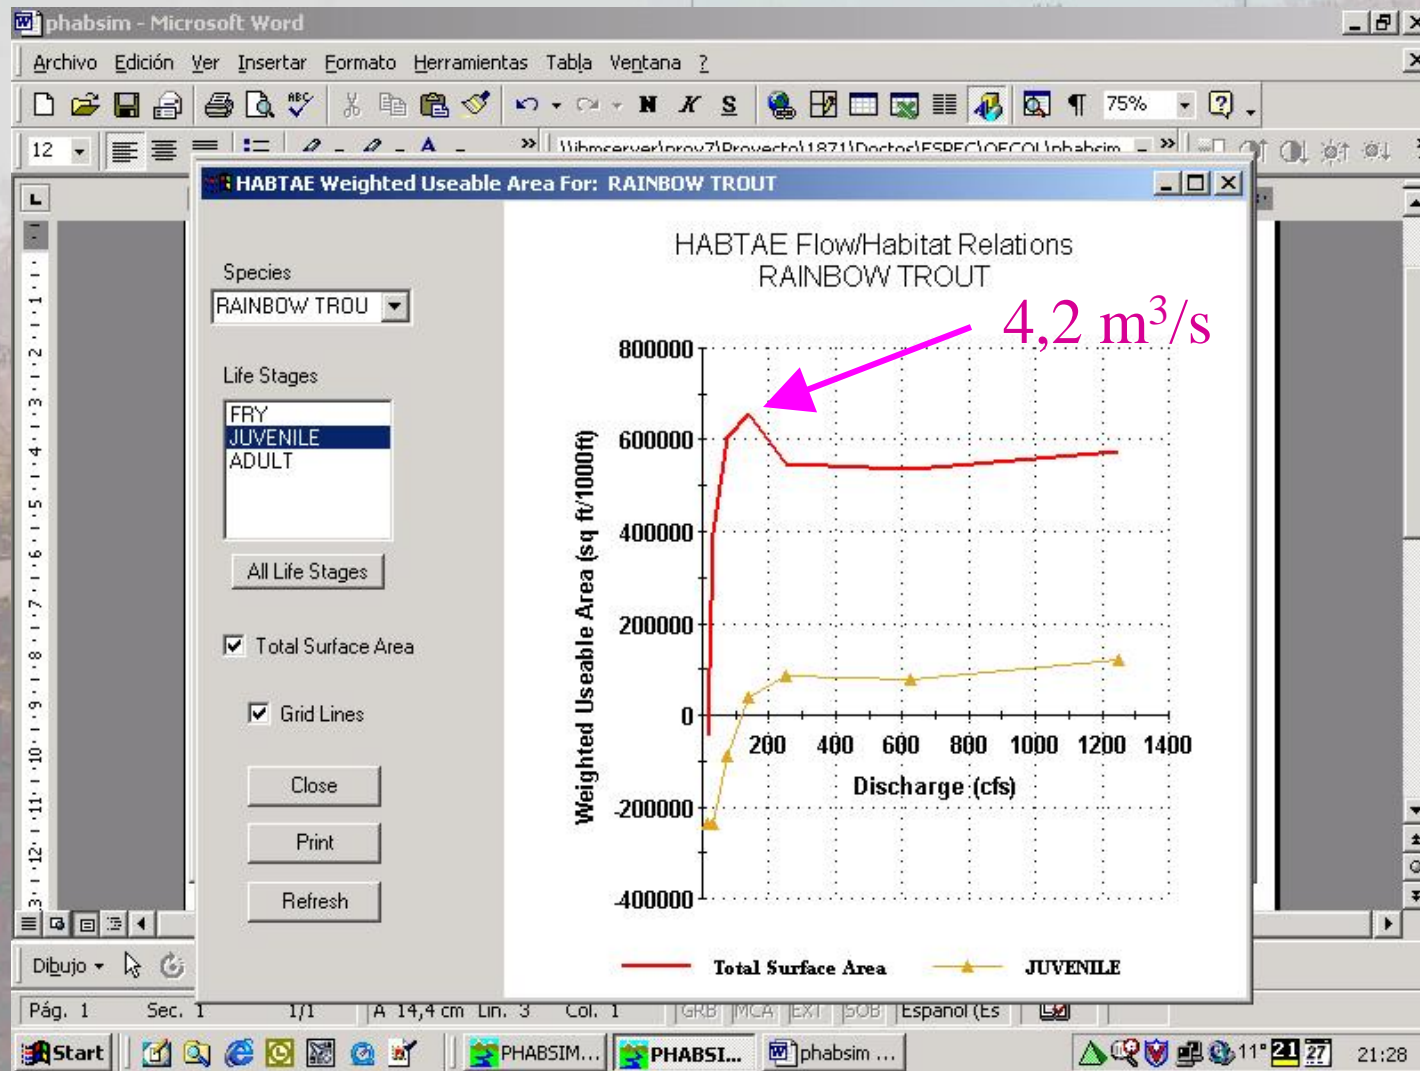 phabsim - Microsoft Word
Archivo Edición Ver Insertar Formato Herramientas Tabla Ventana ?
N K S 75%
12
HABTAE Weighted Useable Area For: RAINBOW TROUT
Species
RAINBOW TROU
Life Stages
FRY
JUVENILE
ADULT
All Life Stages
Total Surface Area
Grid Lines
Close
Print
Refresh
HABTAE Flow/Habitat Relations
RAINBOW TROUT
4,2 m³/s
Weighted Useable Area (sq ft/1000ft)
800000
600000
400000
200000
0
-200000
-400000
200 400 600 800 1000 1200 1400
Discharge (cfs)
Total Surface Area JUVENILE
Dibujo
Pág. 1 Sec. 1 1/1 A 14,4 cm Lin. 3 Col. 1 GRB MCA EXT SOB Español (Es
Start PHABSIM... PHABSI... phabsim ... 11° 21 27 21:28